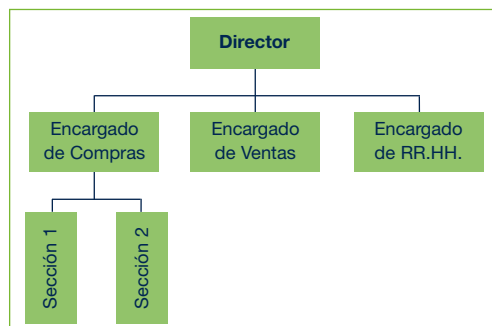 Director
Encargado
de Compras
Encargado
de Ventas
Encargado
de RR.HH.
Sección 1
Sección 2